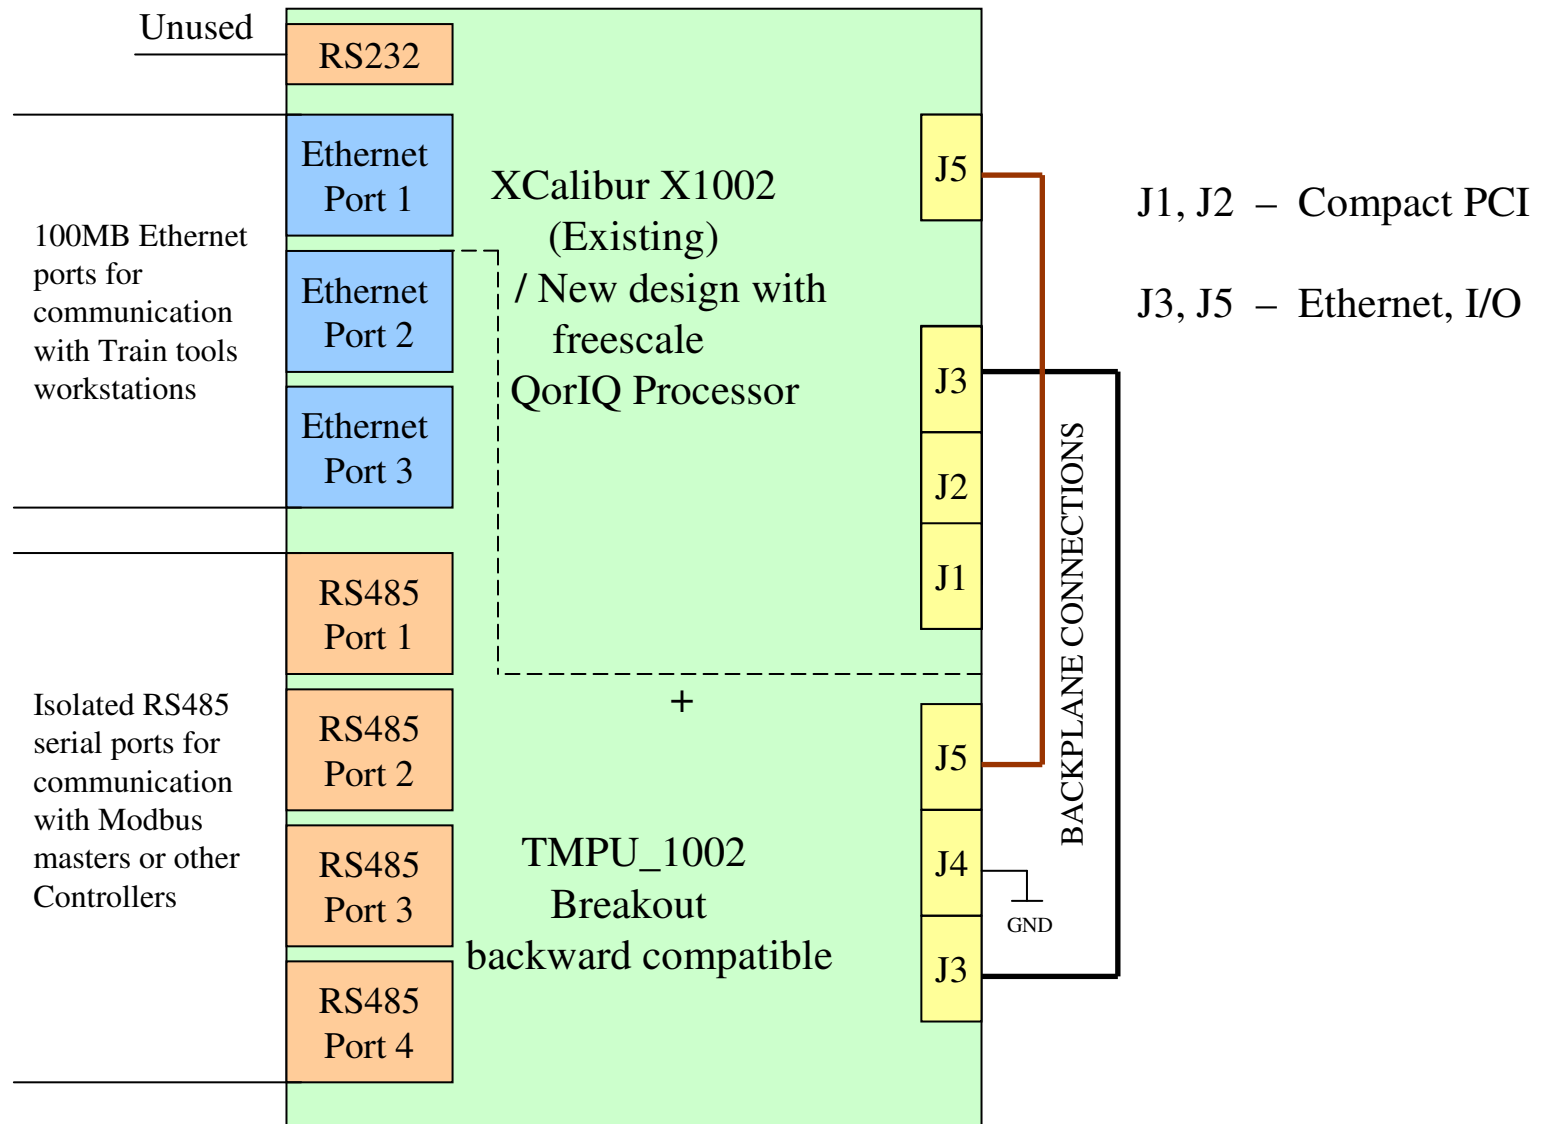 Unused
RS232
Ethernet
Port 1
Ethernet
Port 2
Ethernet
Port 3
100MB Ethernet
ports for
communication
with Train tools
workstations
RS485
Port 1
RS485
Port 2
RS485
Port 3
RS485
Port 4
Isolated RS485
serial ports for
communication
with Modbus
masters or other
Controllers
XCalibur X1002
(Existing)
/ New design with
freescale
QorIQ Processor
+
TMPU_1002
Breakout
backward compatible
J5
J3
J2
J1
J5
J4
J3
GND
BACKPLANE CONNECTIONS
J1, J2 – Compact PCI
J3, J5 – Ethernet, I/O